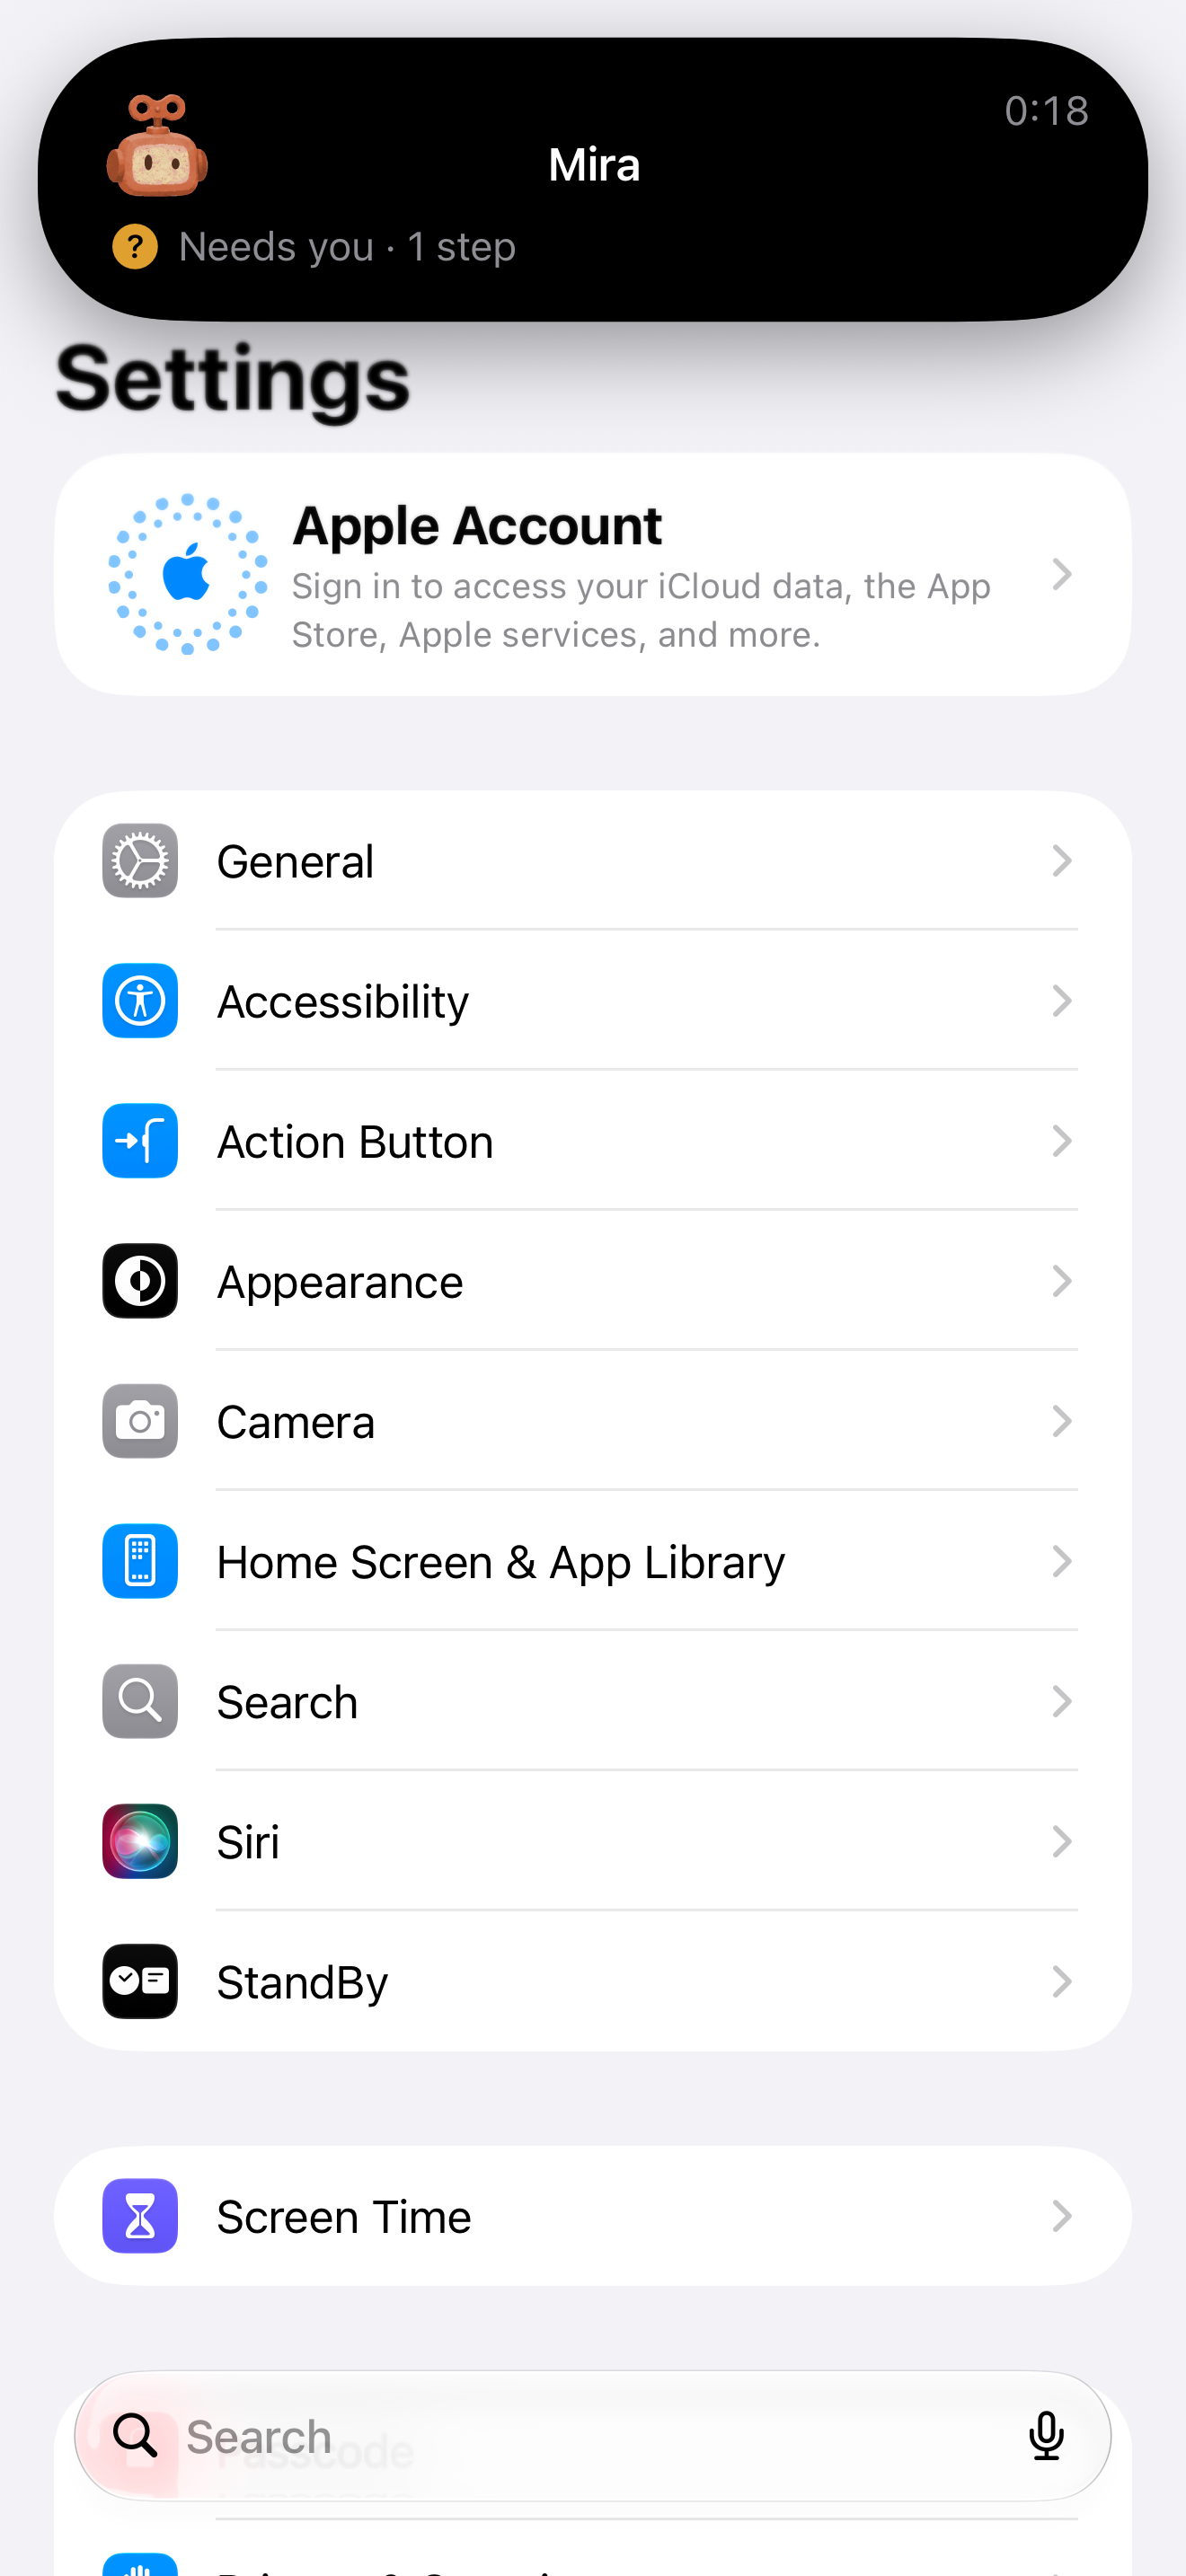 0:18
Mira
? Needs you · 1 step
Settings
Apple Account
Sign in to access your iCloud data, the App
Store, Apple services, and more.
General
Accessibility
Action Button
Appearance
Camera
Home Screen & App Library
Search
Siri
StandBy
Screen Time
Search
Passcode